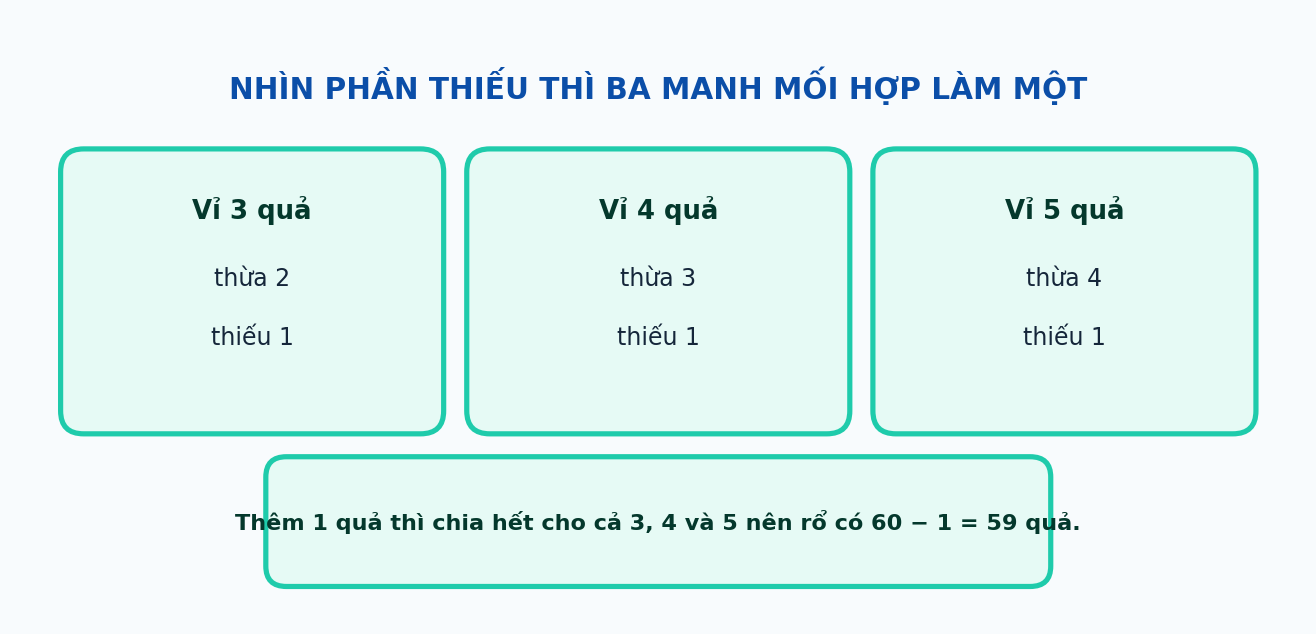 NHÌN PHẦN THIẾU THÌ BA MANH MỐI HỢP LÀM MỘT
Vỉ 3 quả
thừa 2
thiếu 1
Vỉ 4 quả
thừa 3
thiếu 1
Vỉ 5 quả
thừa 4
thiếu 1
Thêm 1 quả thì chia hết cho cả 3, 4 và 5 nên rổ có 60 − 1 = 59 quả.